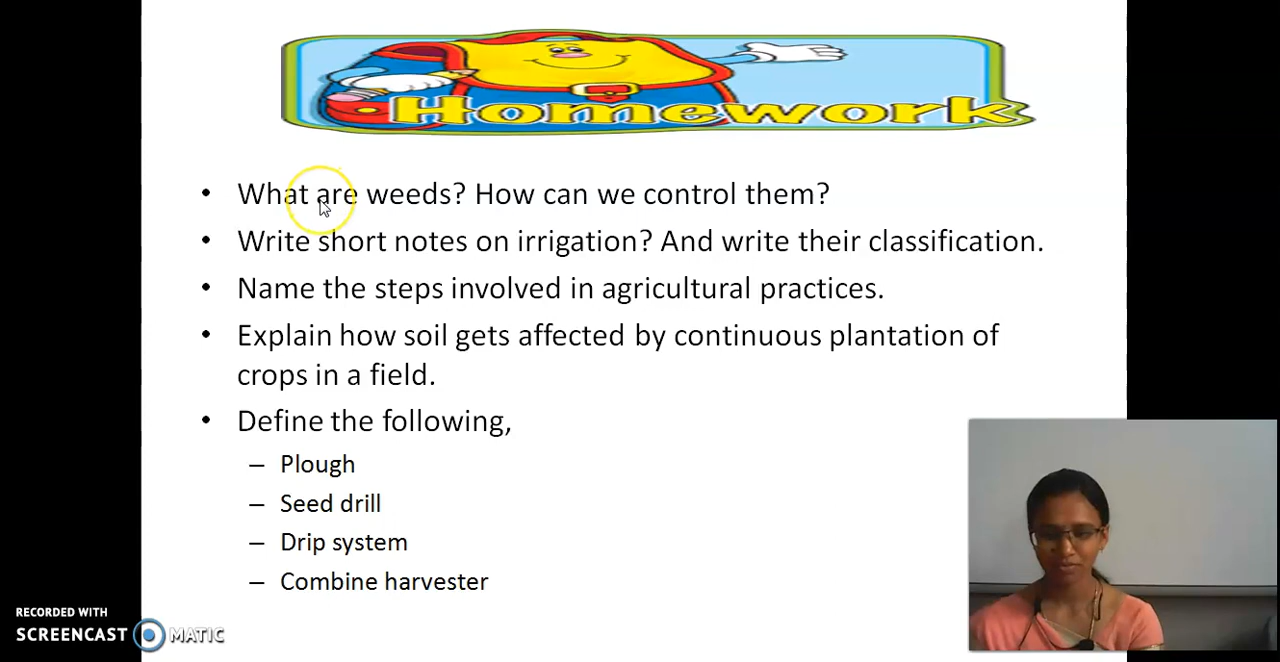 Homework
• What are weeds? How can we control them?
• Write short notes on irrigation? And write their classification.
• Name the steps involved in agricultural practices.
• Explain how soil gets affected by continuous plantation of
crops in a field.
• Define the following,
– Plough
– Seed drill
– Drip system
– Combine harvester
RECORDED WITH
SCREENCAST MATIC